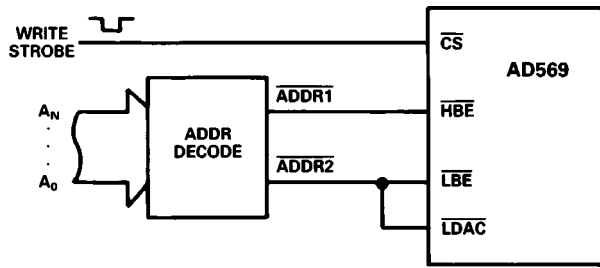 WRITE
STROBE
CS
AD569
AN
.
.
.
A0
ADDR
DECODE
ADDR1
HBE
ADDR2
LBE
LDAC